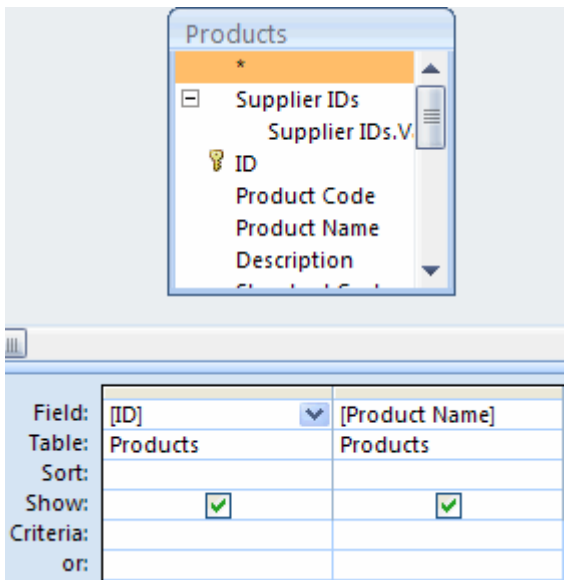 Products
*
Supplier IDs
Supplier IDs.Va
ID
Product Code
Product Name
Description
Field: [ID] [Product Name]
Table: Products Products
Sort:
Show:
Criteria:
or: